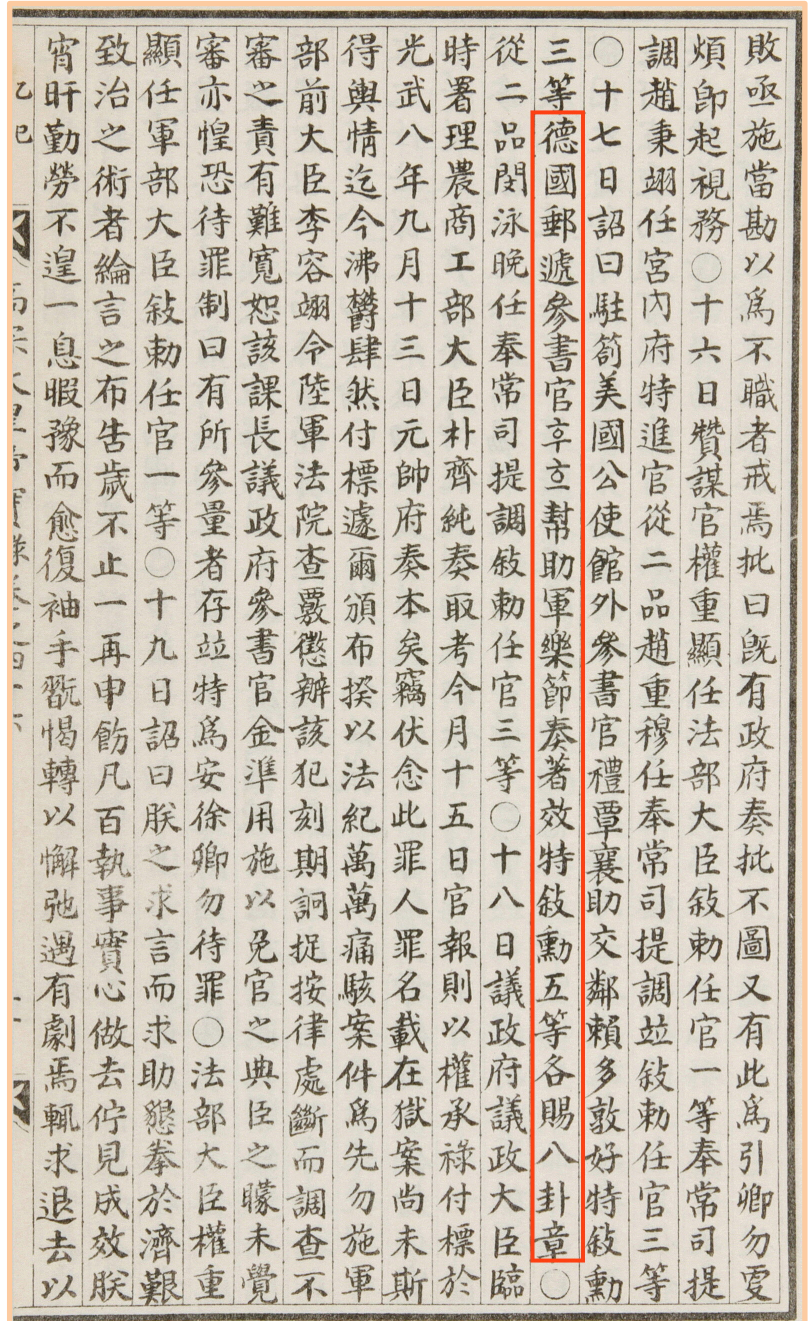 敗亟施當勘以爲不職者戒焉批曰旣有政府奏批不圖又有此爲引卿勿更
煩卽起視務○十六日贊謀官權重顯任法部大臣敍勅任官一等奉常司提
調趙秉翊任宮內府特進官從二品趙重穆任奉常司提調並敍勅任官三等
○十七日詔曰駐箚美國公使館外參書官禮覃襄助交鄰賴多敦好特敍勳
三等德國郵遞參書官후흐幇助軍樂節奏著效特敍勳五等各賜八卦章○
從二品閔泳晩任奉常司提調敍勅任官三等○十八日議政府議政大臣臨
時署理農商工部大臣朴齊純奏取考今月十五日官報則以權承祿付標於
光武八年九月十三日元帥府奏本矣竊伏念此罪人罪名載在獄案尙未斯
得輿情迄今沸鬱肆然付標遽爾頒布揆以法紀萬萬痛駭案件爲先勿施軍
部前大臣李容翊令陸軍法院查覈懲辦該犯刻期詗捉按律處斷而調查不
審之責有難寬恕該課長議政府參書官金準用施以免官之典臣之矇未覺
審亦惶恐待罪制曰有所參量者存並特爲安徐卿勿待罪○法部大臣權重
顯任軍部大臣敍勅任官一等○十九日詔曰朕之求言而求助懇拳於濟艱
致治之術者綸言之布告歲不止一再申飭凡百執事實心做去佇見成效朕
宵旰勤勞不遑一息暇豫而愈復袖手翫愒轉以懈弛遇有劇焉輒求退去以
乙巳 高宗太皇帝實錄卷之四十六